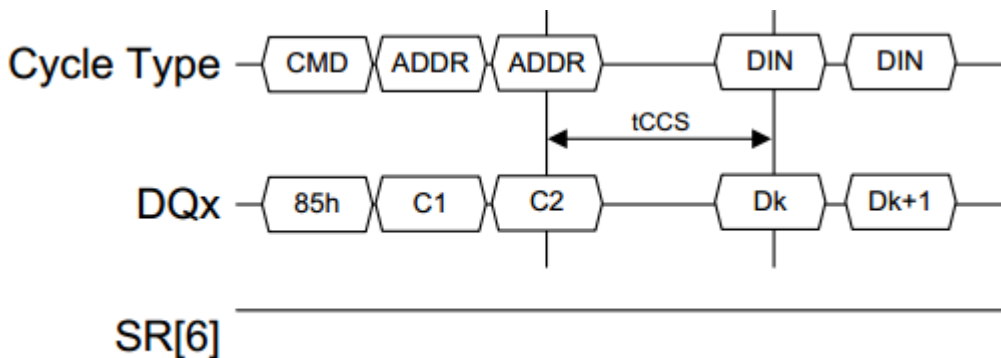 Cycle Type CMD ADDR ADDR DIN DIN
tCCS
DQx 85h C1 C2 Dk Dk+1
SR[6]